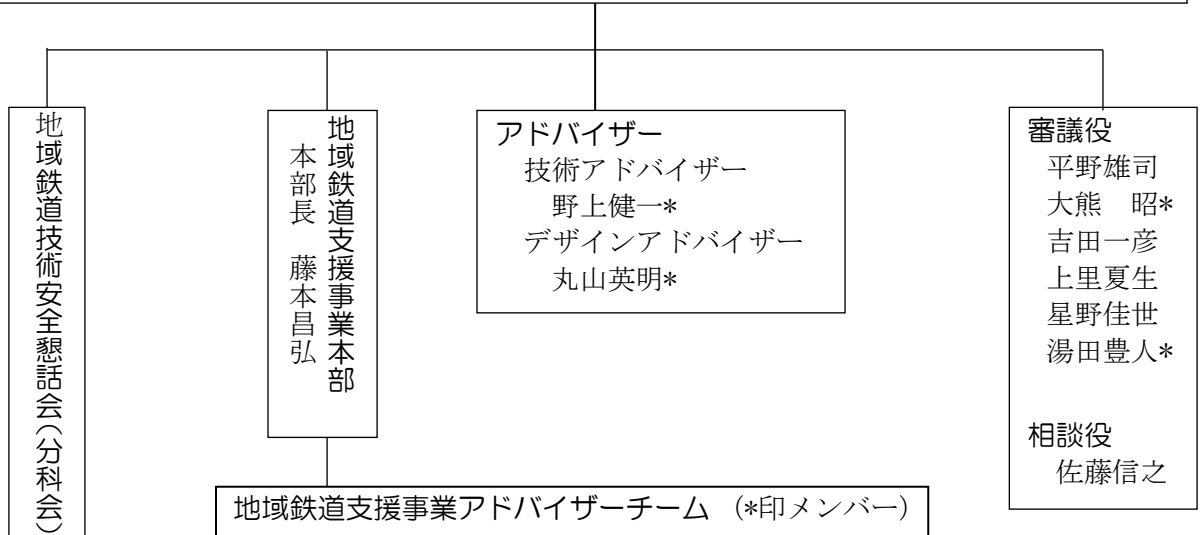 地域鉄道技術安全懇話会(分科会)
地域鉄道支援事業本部
本部長 藤本昌弘
アドバイザー
技術アドバイザー
野上健一*
デザインアドバイザー
丸山英明*
審議役
平野雄司
大熊 昭*
吉田一彦
上里夏生
星野佳世
湯田豊人*
相談役
佐藤信之
地域鉄道支援事業アドバイザーチーム (*印メンバー)